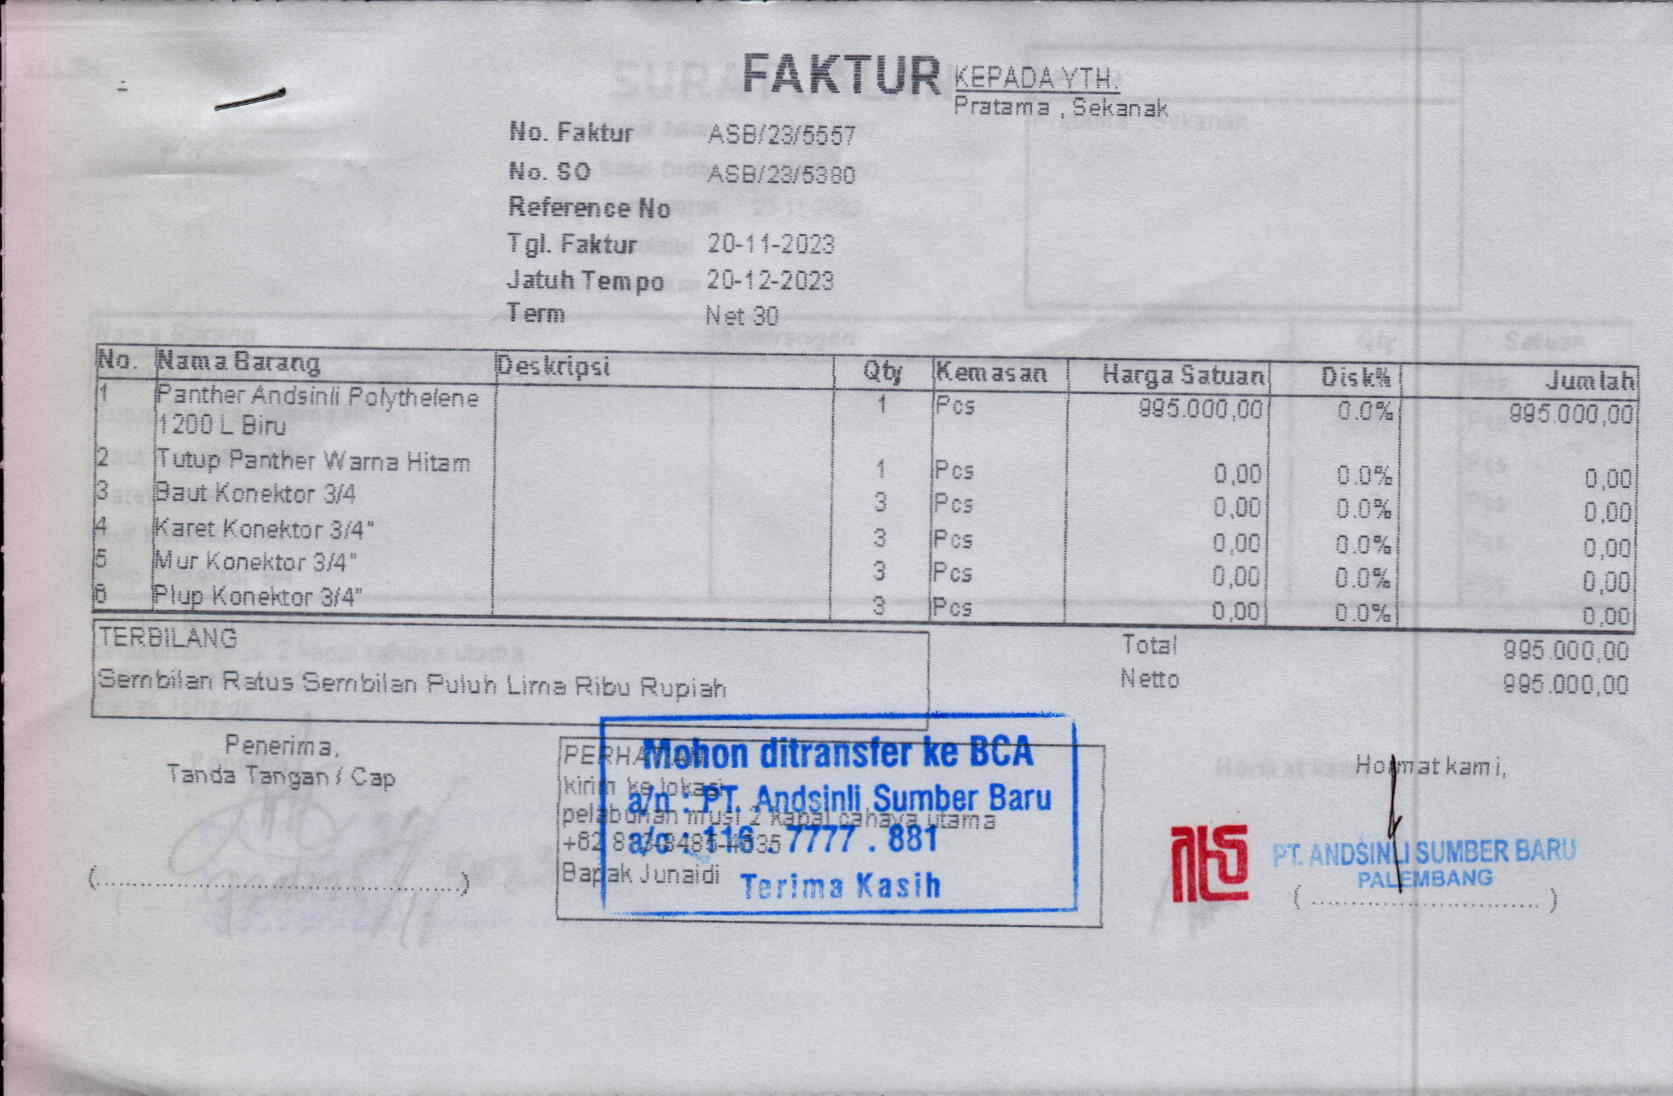 FAKTUR
KEPADA YTH.
Pratama , Sekanak
No. Faktur ASB/23/5557
No. SO ASB/23/5380
Reference No
Tgl. Faktur 20-11-2023
Jatuh Tempo 20-12-2023
Term Net 30
No. Nama Barang Deskripsi Qty Kemasan Harga Satuan Disk% Jumlah
1 Panther Andsinli Polythelene 1 Pcs 995.000,00 0.0% 995.000,00
1200 L Biru
2 Tutup Panther Warna Hitam 1 Pcs 0,00 0.0% 0,00
3 Baut Konektor 3/4 3 Pcs 0,00 0.0% 0,00
4 Karet Konektor 3/4" 3 Pcs 0,00 0.0% 0,00
5 Mur Konektor 3/4" 3 Pcs 0,00 0.0% 0,00
6 Plup Konektor 3/4" 3 Pcs 0,00 0.0% 0,00
TERBILANG
Sembilan Ratus Sembilan Puluh Lima Ribu Rupiah
Total 995.000,00
Netto 995.000,00
Penerima,
Tanda Tangan / Cap
(..........................................)
PERHATIAN
kirim ke lokasi
pelabuhan musi 2 kapal cahaya utama
+62 8
Bapak Junaidi
Mohon ditransfer ke BCA
a/n : PT. Andsinli Sumber Baru
a/c : 116 . 7777 . 881
Terima Kasih
Hormat kami,
PT. ANDSINLI SUMBER BARU
PALEMBANG
(..............................)